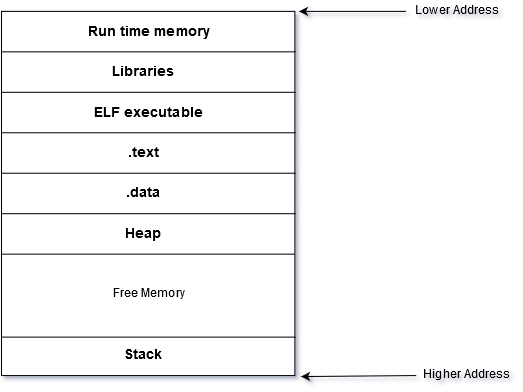 Lower Address
Run time memory
Libraries
ELF executable
.text
.data
Heap
Free Memory
Stack
Higher Address